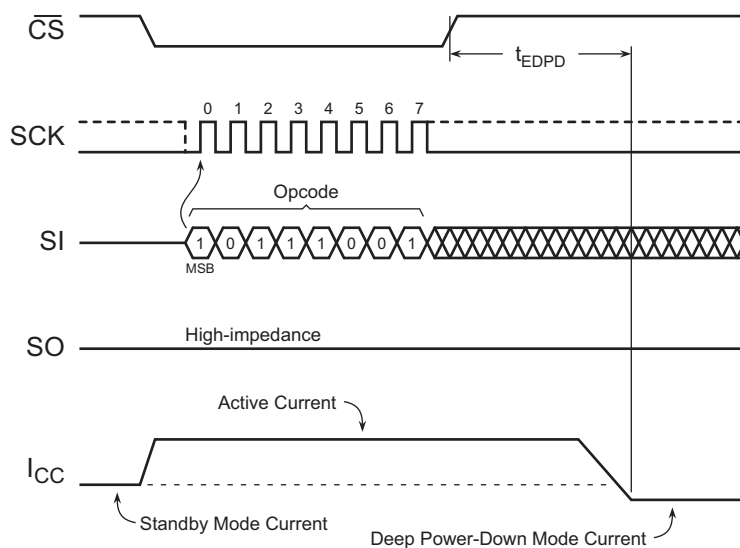 CS
tEDPD
0 1 2 3 4 5 6 7
SCK
Opcode
SI
1 0 1 1 1 0 0 1
MSB
High-impedance
SO
Active Current
ICC
Standby Mode Current
Deep Power-Down Mode Current